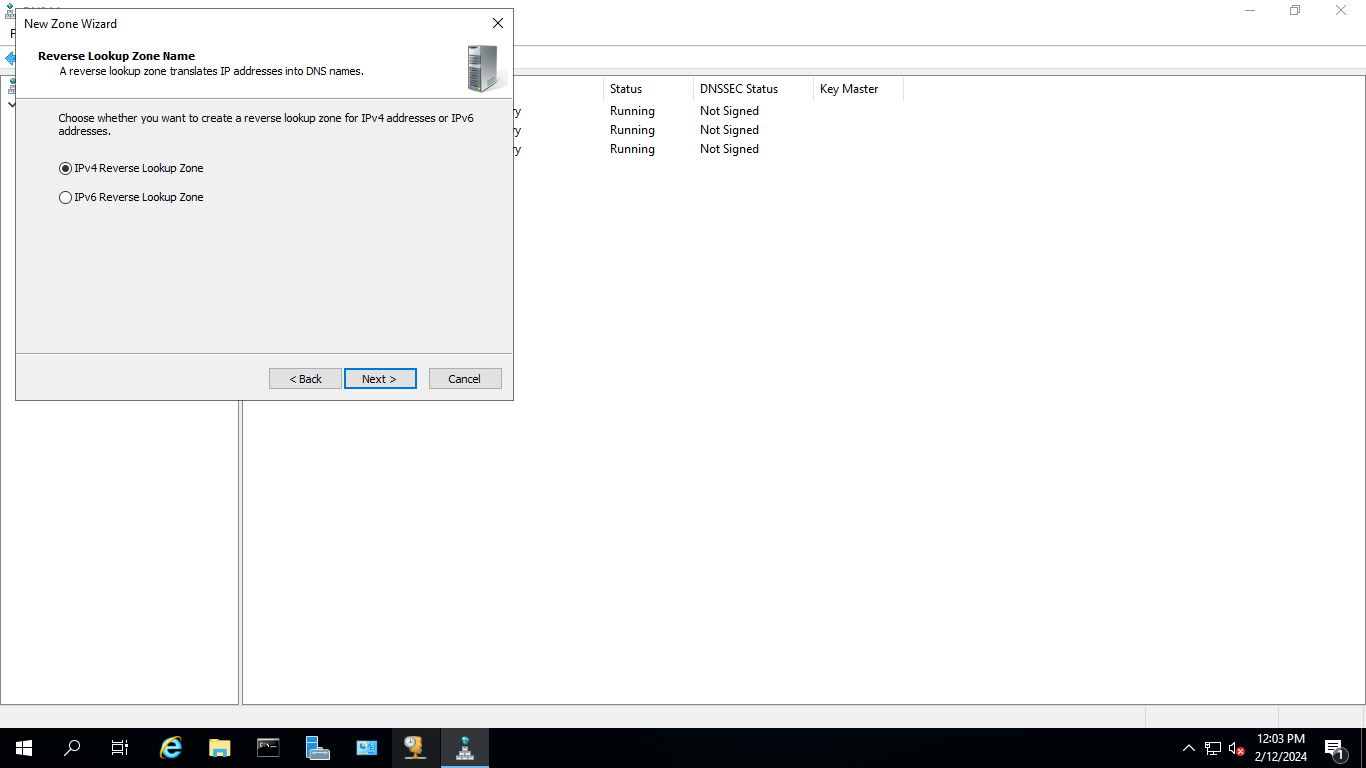 New Zone Wizard
Reverse Lookup Zone Name
A reverse lookup zone translates IP addresses into DNS names.
Status
DNSSEC Status
Key Master
Choose whether you want to create a reverse lookup zone for IPv4 addresses or IPv6
addresses.
ry Running Not Signed
ry Running Not Signed
ry Running Not Signed
IPv4 Reverse Lookup Zone
IPv6 Reverse Lookup Zone
< Back
Next >
Cancel
12:03 PM
2/12/2024
1